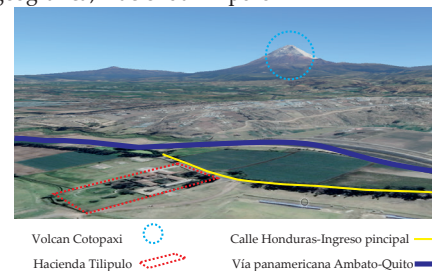 Volcan Cotopaxi
Calle Honduras-Ingreso pincipal
Hacienda Tilipulo
Vía panamericana Ambato-Quito